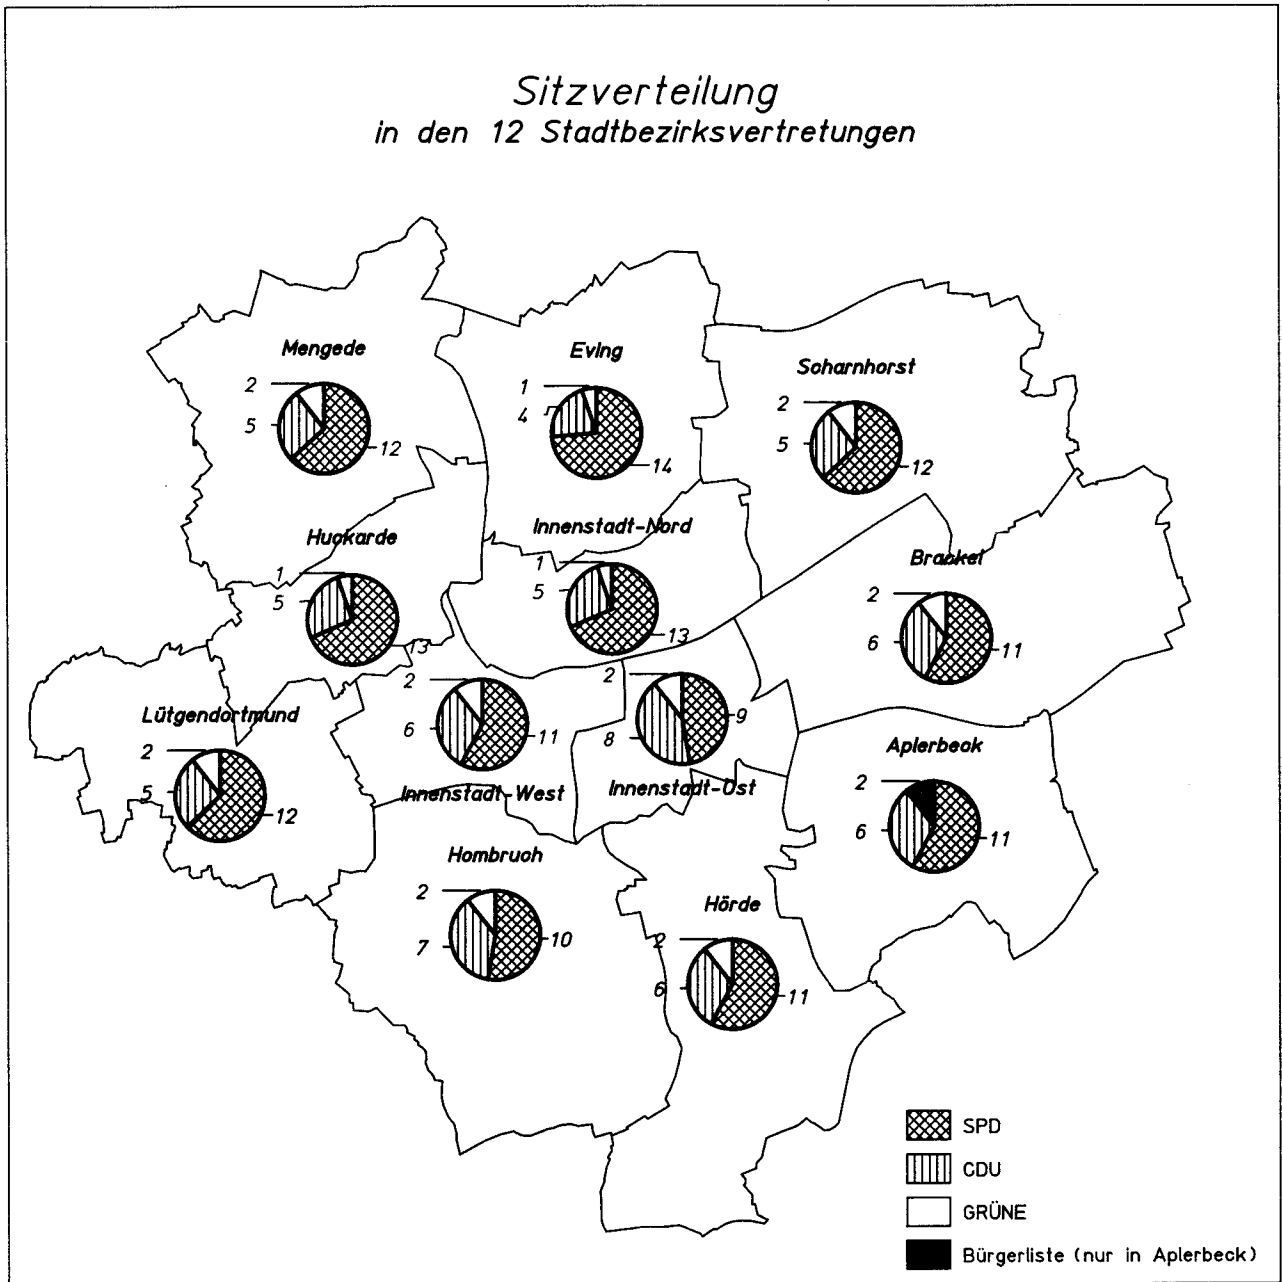 Sitzverteilung
in den 12 Stadtbezirksvertretungen
Mengede
2
5
12
Eving
1
4
14
Scharnhorst
2
5
12
Huckarde
1
5
13
Innenstadt-Nord
1
5
13
Brackel
2
6
11
Lütgendortmund
2
5
12
2
6
11
Innenstadt-West
2
8
9
Innenstadt-Ost
Aplerbeck
2
6
11
Hombruch
2
7
10
Hörde
2
6
11
SPD
CDU
GRÜNE
Bürgerliste (nur in Aplerbeck)